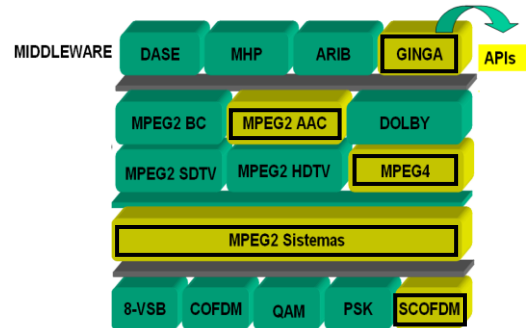 MIDDLEWARE DASE MHP ARIB GINGA APIs
MPEG2 BC MPEG2 AAC DOLBY
MPEG2 SDTV MPEG2 HDTV MPEG4
MPEG2 Sistemas
8-VSB COFDM QAM PSK SCOFDM